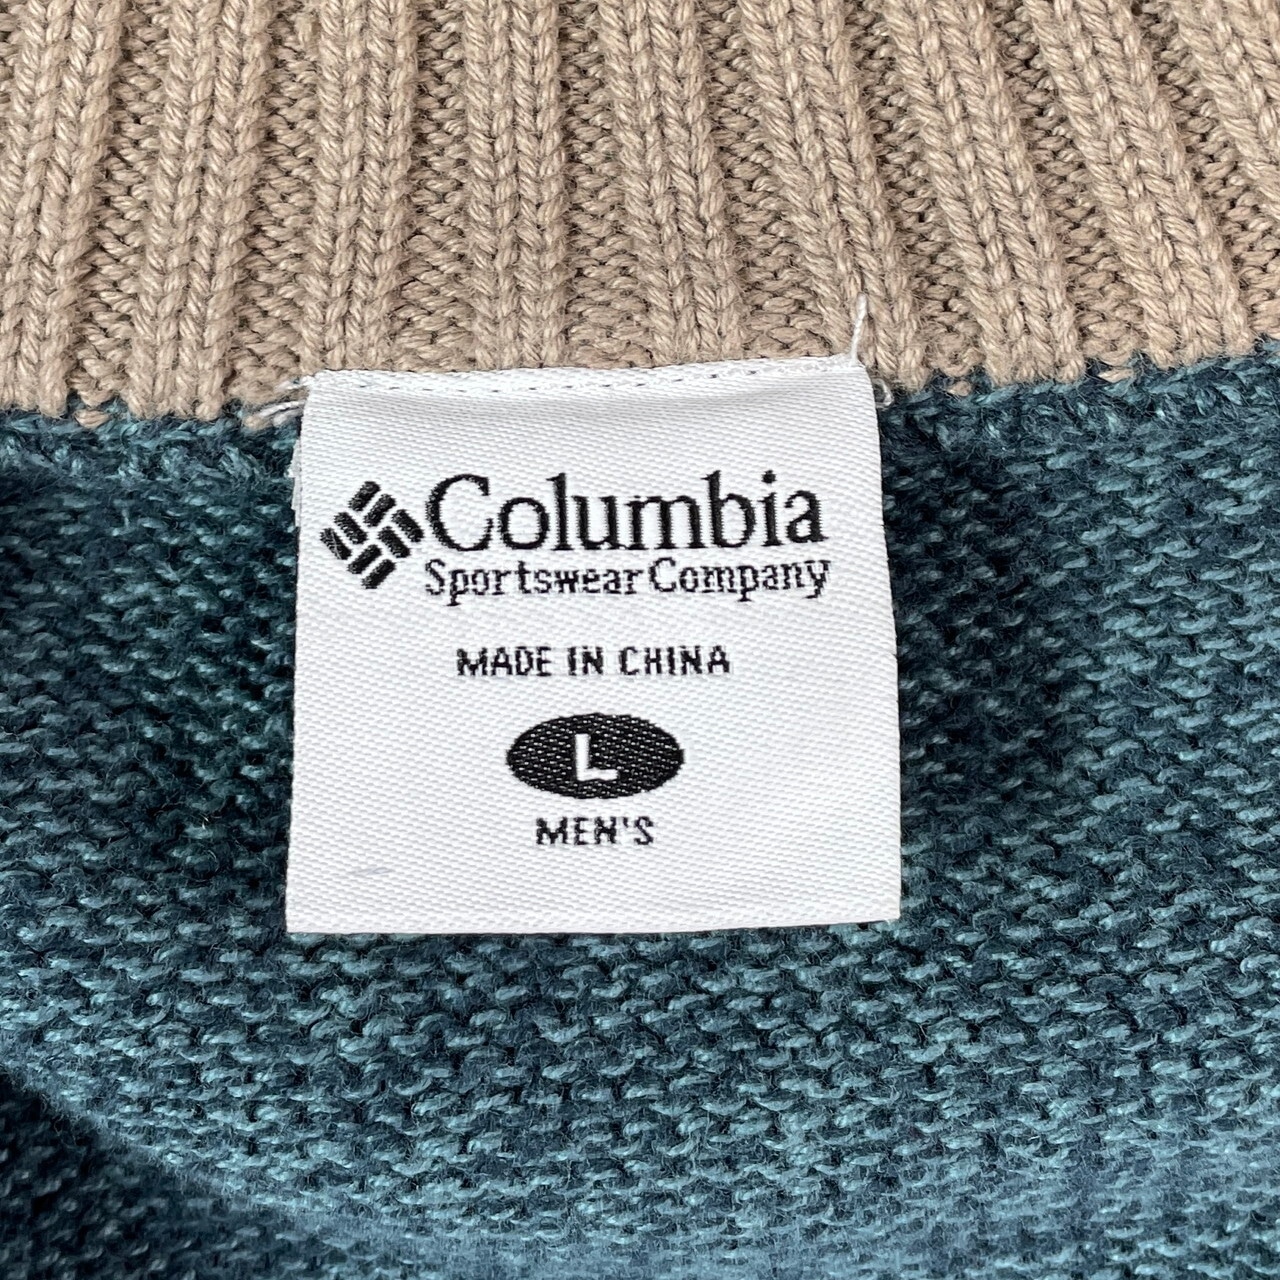 Columbia
Sportswear Company
MADE IN CHINA
L
MEN'S